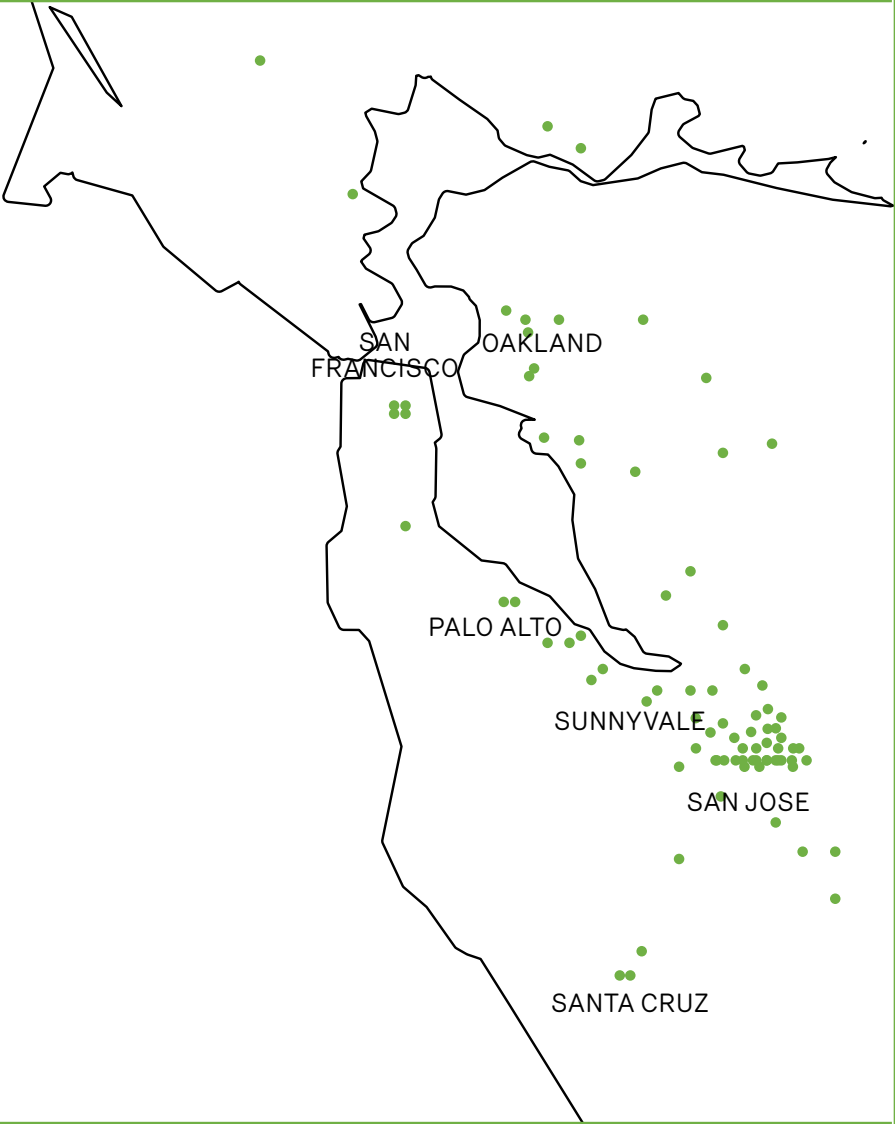 SAN
FRANCISCO
OAKLAND
PALO ALTO
SUNNYVALE
SAN JOSE
SANTA CRUZ